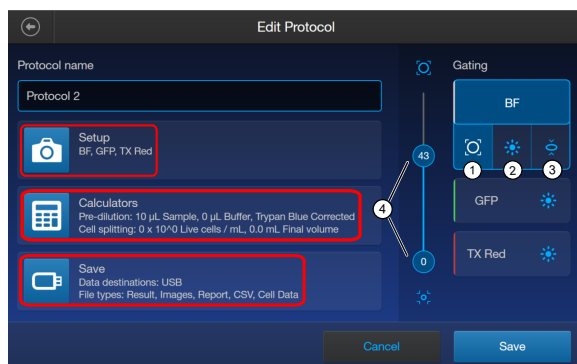 Edit Protocol
Protocol name
Protocol 2
Setup
BF, GFP, TX Red
Calculators
Pre-dilution: 10 µL Sample, 0 µL Buffer, Trypan Blue Corrected
Cell splitting: 0 x 10^0 Live cells / mL, 0.0 mL Final volume
Save
Data destinations: USB
File types: Result, Images, Report, CSV, Cell Data
43
4
0
Gating
BF
1
2
3
GFP
TX Red
Cancel
Save